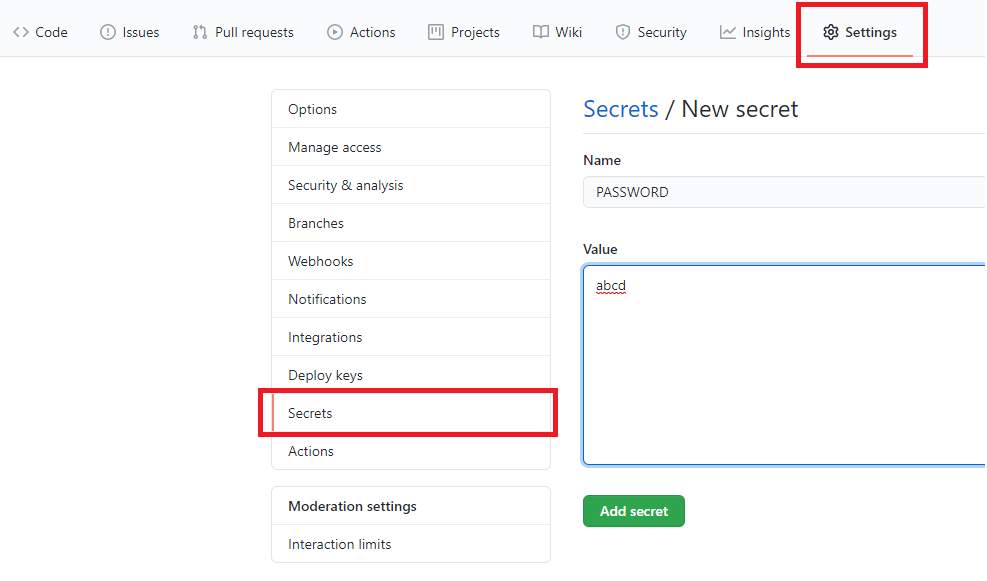 Code Issues Pull requests Actions Projects Wiki Security Insights Settings
Options
Manage access
Security & analysis
Branches
Webhooks
Notifications
Integrations
Deploy keys
Secrets
Actions
Moderation settings
Interaction limits
Secrets / New secret
Name
PASSWORD
Value
abcd
Add secret